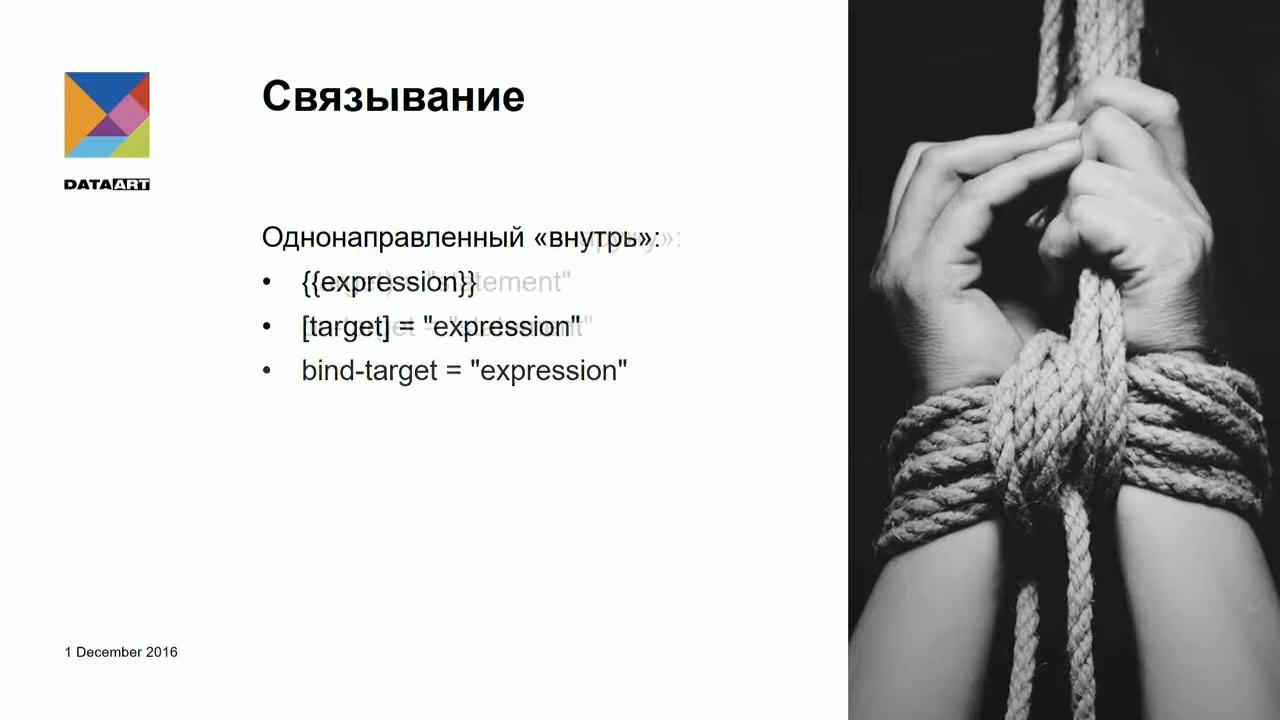 DATAART
Связывание
Однонаправленный «внутрь»:
• {{expression}}
• [target] = "expression"
• bind-target = "expression"
1 December 2016